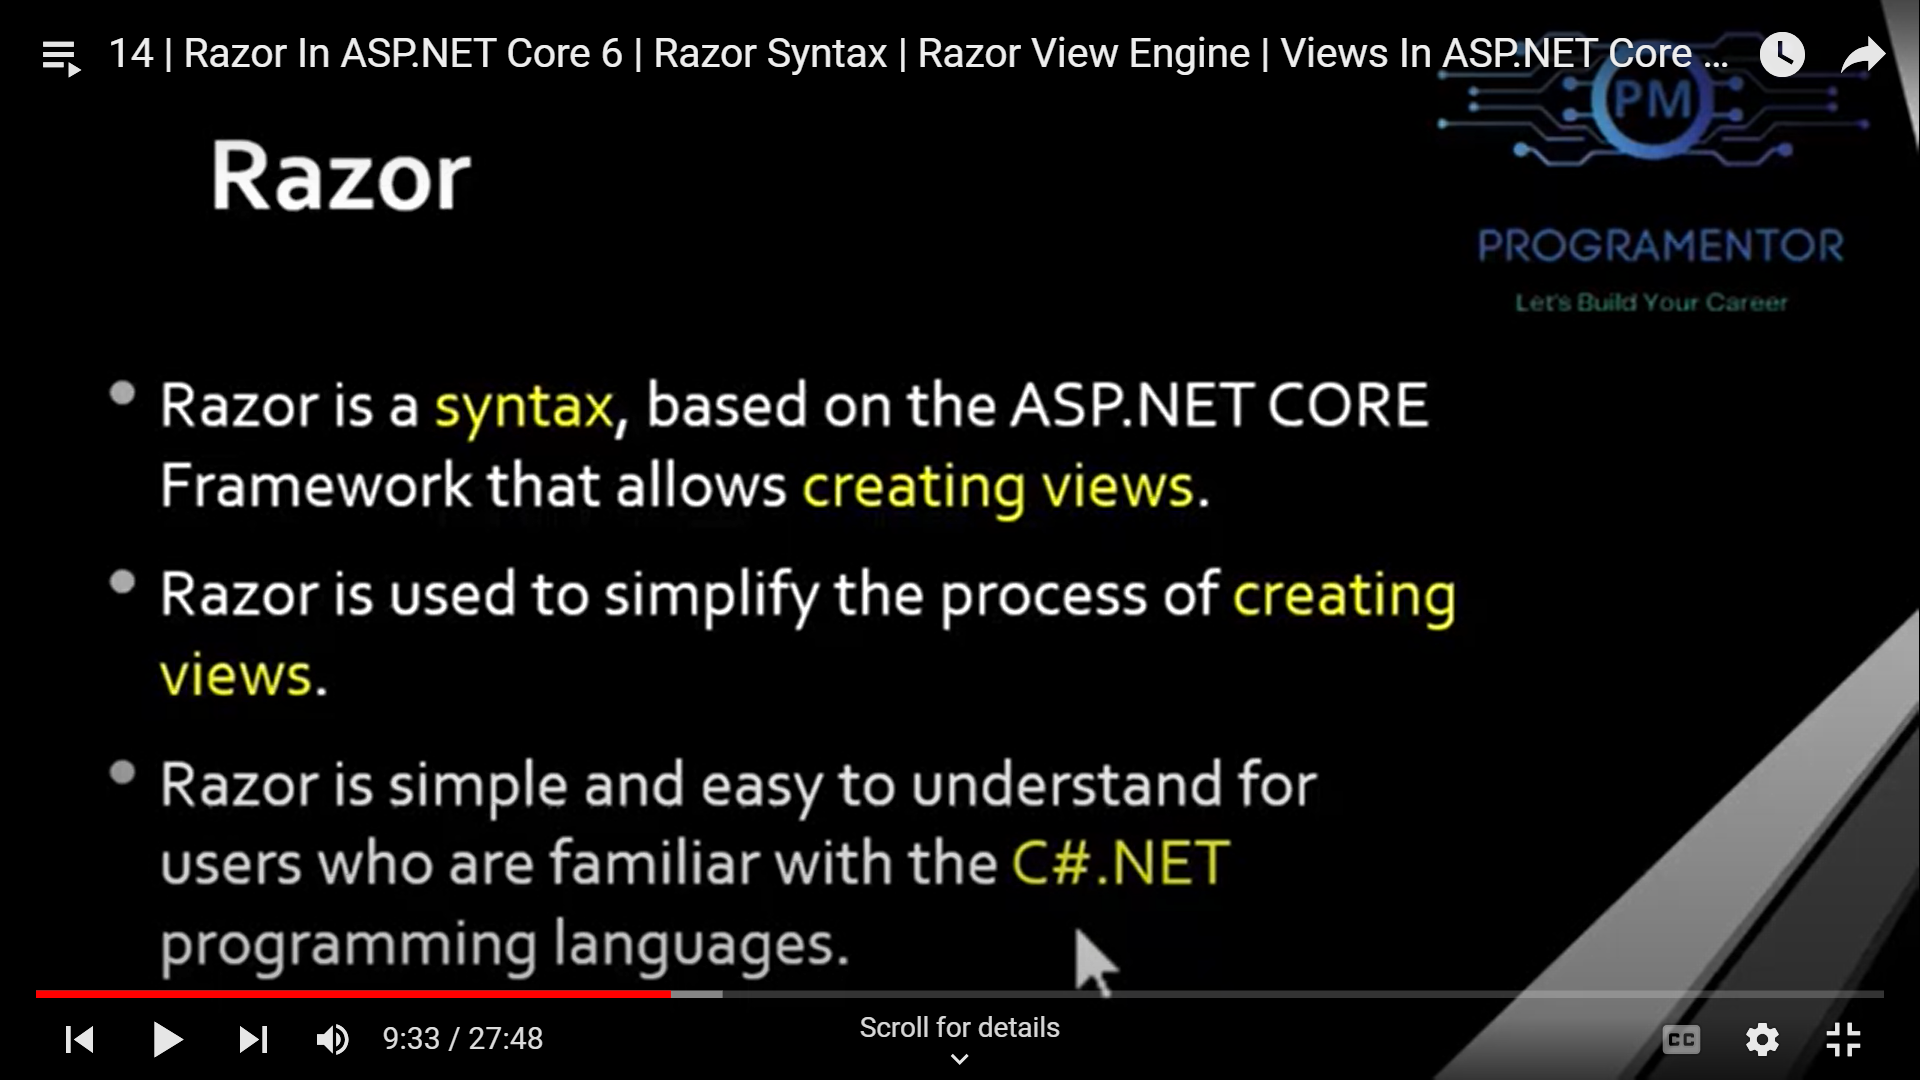 14 | Razor In ASP.NET Core 6 | Razor Syntax | Razor View Engine | Views In ASP.NET Core ...
PM
PROGRAMENTOR
Let's Build Your Career
Razor
• Razor is a syntax, based on the ASP.NET CORE
Framework that allows creating views.
• Razor is used to simplify the process of creating
views.
• Razor is simple and easy to understand for
users who are familiar with the C#.NET
programming languages.
9:33 / 27:48
Scroll for details
CC